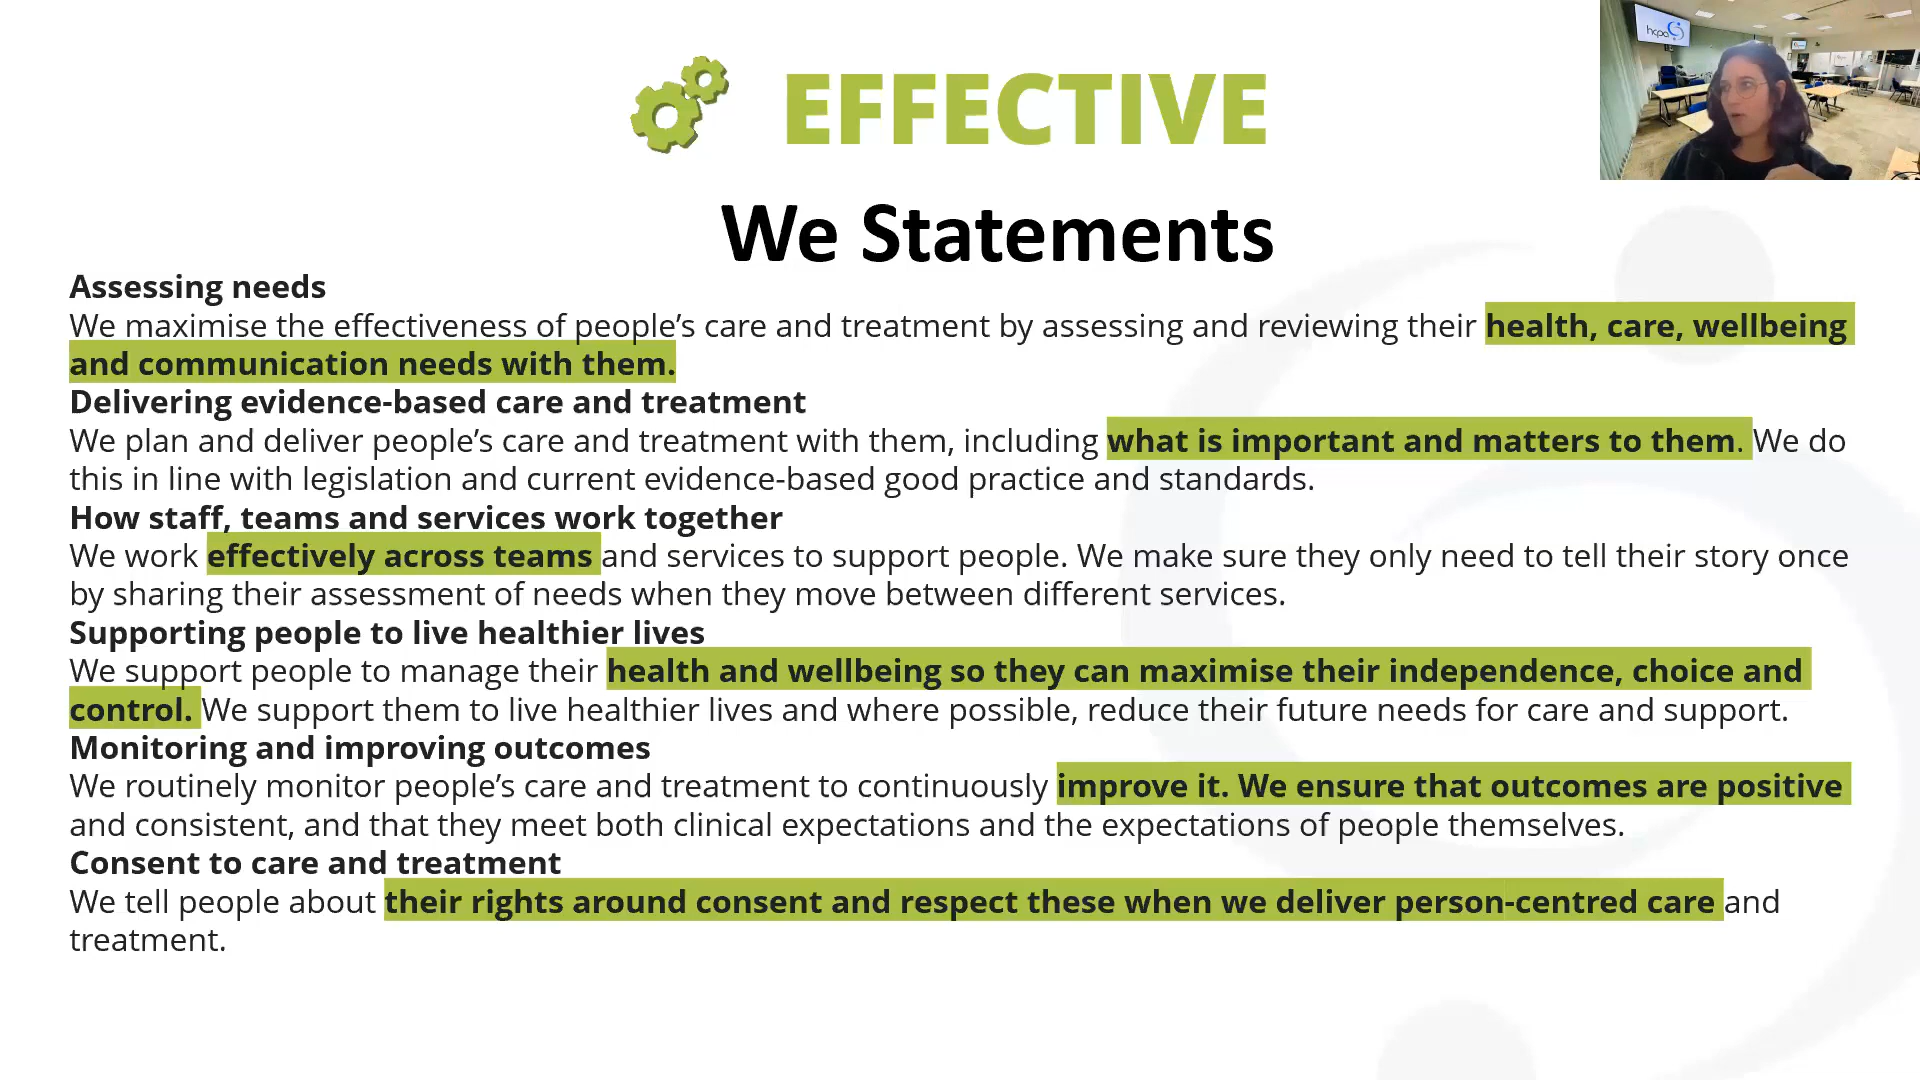 hcpa
EFFECTIVE
We Statements
Assessing needs
We maximise the effectiveness of people’s care and treatment by assessing and reviewing their health, care, wellbeing
and communication needs with them.
Delivering evidence-based care and treatment
We plan and deliver people’s care and treatment with them, including what is important and matters to them. We do
this in line with legislation and current evidence-based good practice and standards.
How staff, teams and services work together
We work effectively across teams and services to support people. We make sure they only need to tell their story once
by sharing their assessment of needs when they move between different services.
Supporting people to live healthier lives
We support people to manage their health and wellbeing so they can maximise their independence, choice and
control. We support them to live healthier lives and where possible, reduce their future needs for care and support.
Monitoring and improving outcomes
We routinely monitor people’s care and treatment to continuously improve it. We ensure that outcomes are positive
and consistent, and that they meet both clinical expectations and the expectations of people themselves.
Consent to care and treatment
We tell people about their rights around consent and respect these when we deliver person-centred care and
treatment.